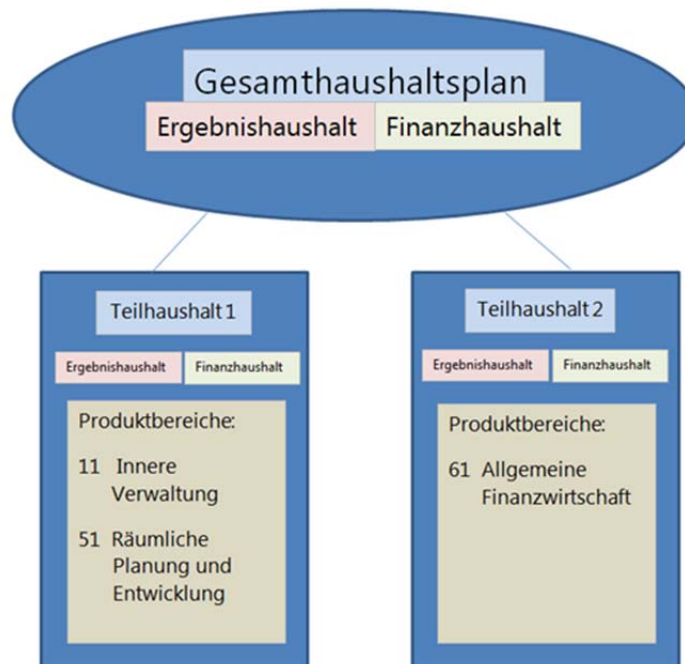 Gesamthaushaltsplan
Ergebnishaushalt Finanzhaushalt
Teilhaushalt 1
Ergebnishaushalt Finanzhaushalt
Produktbereiche:
11 Innere
Verwaltung
51 Räumliche
Planung und
Entwicklung
Teilhaushalt 2
Ergebnishaushalt Finanzhaushalt
Produktbereiche:
61 Allgemeine
Finanzwirtschaft